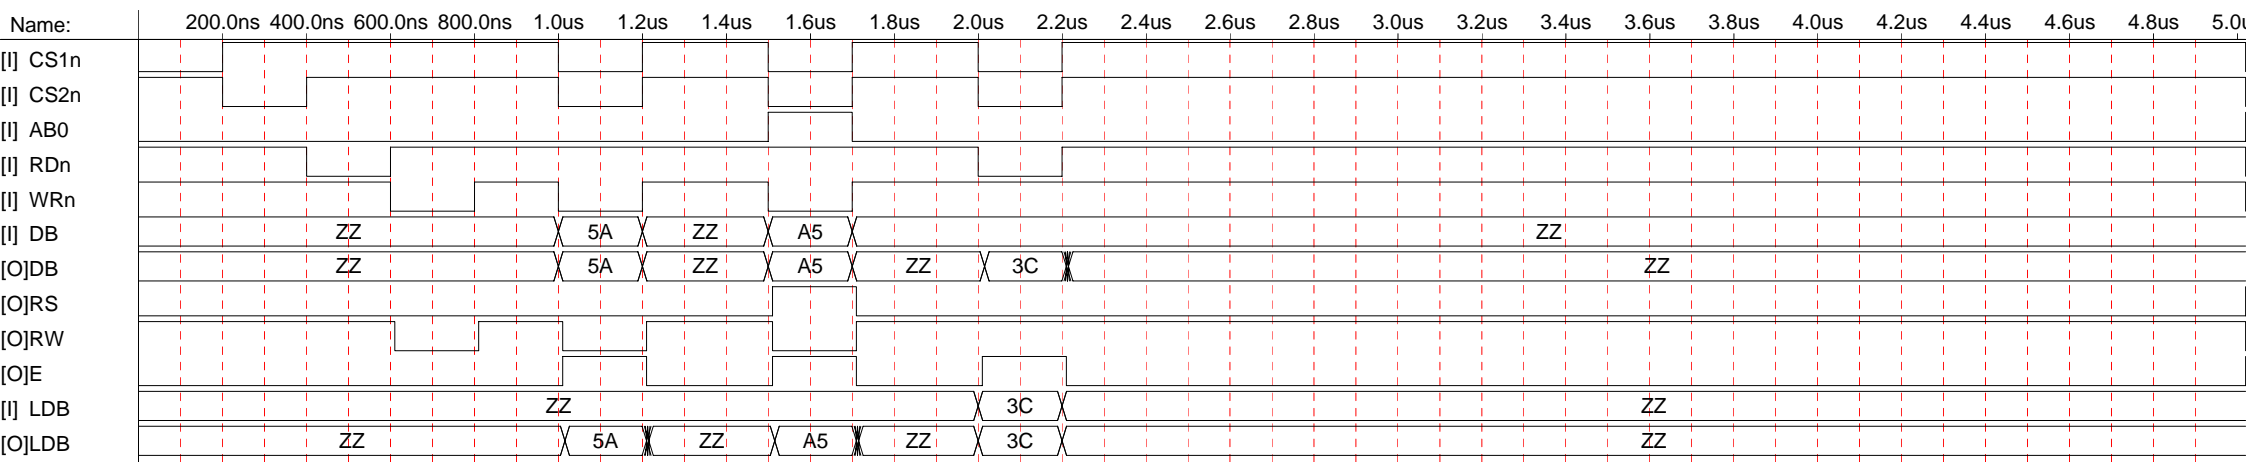 Name: 200.0ns 400.0ns 600.0ns 800.0ns 1.0us 1.2us 1.4us 1.6us 1.8us 2.0us 2.2us 2.4us 2.6us 2.8us 3.0us 3.2us 3.4us 3.6us 3.8us 4.0us 4.2us 4.4us 4.6us 4.8us 5.0u
[I] CS1n
[I] CS2n
[I] AB0
[I] RDn
[I] WRn
[I] DB ZZ 5A ZZ A5 ZZ
[O]DB ZZ 5A ZZ A5 ZZ 3C ZZ
[O]RS
[O]RW
[O]E
[I] LDB ZZ 3C ZZ
[O]LDB ZZ 5A ZZ A5 ZZ 3C ZZ